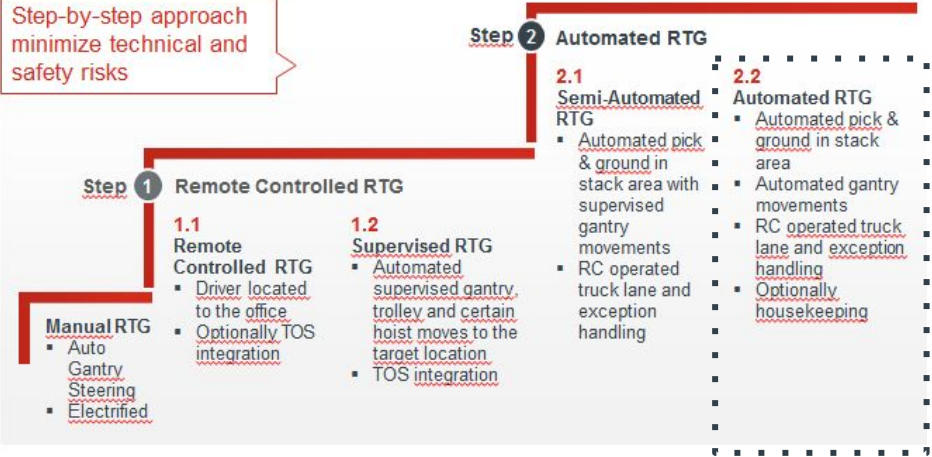 Step-by-step approach
minimize technical and
safety risks
Step 2 Automated RTG
2.1
Semi-Automated
RTG
▪ Automated pick
& ground in
stack area with
supervised
gantry
movements
▪ RC operated
truck lane and
exception
handling
2.2
Automated RTG
▪ Automated pick &
ground in stack
area
▪ Automated gantry
movements
▪ RC operated truck
lane and exception
handling
▪ Optionally
housekeeping
Step 1 Remote Controlled RTG
1.1
Remote
Controlled RTG
▪ Driver located
to the office
▪ Optionally TOS
integration
1.2
Supervised RTG
▪ Automated
supervised gantry,
trolley and certain
hoist moves to the
target location
▪ TOS integration
Manual RTG
▪ Auto
Gantry
Steering
▪ Electrified